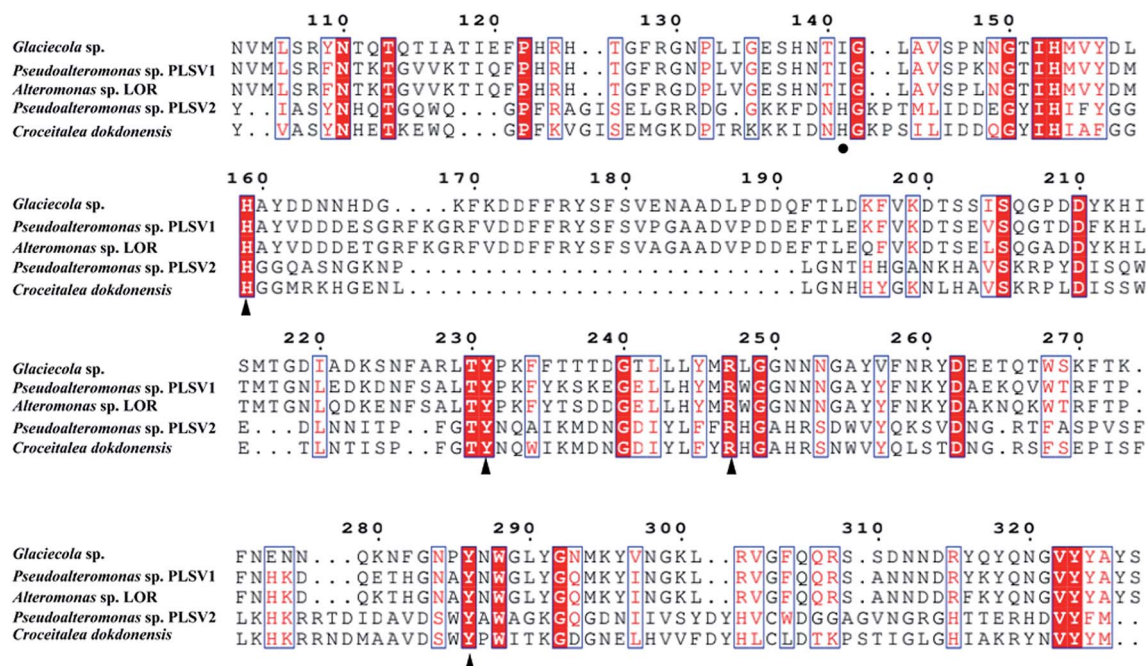 110 120 130 140 150
Glaciecola sp. NVMLSRYNTQTQTIATIEFPHRH..TGFRGNPLIGESHNTIG..LAVSPNNGTIHMVYDL
Pseudoalteromonas sp. PLSV1 NVMLSRFNTKTGVVKTIQFPHRH..TGFRGNPLVGESHNTIG..LAVSPKNGTIHMVYDM
Alteromonas sp. LOR NVMLSRFNTKTGVVKTIQFPHRH..TGFRGDPLVGESHNTIG..LAVSPLNGTIHMVYDM
Pseudoalteromonas sp. PLSV2 Y.IASYNHQTGQWQ...GPFRAGISELGRRDG.GKKFDNHGKPTMLIDDEGYIHIFYGG
Croceitalea dokdonensis Y.VASYNHETKEWQ...GPFKVGISEMGKDPTRKKKIDNHGKPSILIDDQGYIHIAFGG
160 170 180 190 200 210
Glaciecola sp. HAYDDNNHDG....KFKDDFFRYSFSVENAADLPDDQFTLDKFVKDTSSISQGPDDYKHI
Pseudoalteromonas sp. PLSV1 HAYVDDDESGRFKGRFVDDFFRYSFSVPGAADVPDDEFTLEKFVKDTSEVSQGTDDFKHL
Alteromonas sp. LOR HAYVDDDETGRFKGRFVDDFFRYSFSVAGAADVPDDEFTLEQFVKDTSELSQGADDYKHL
Pseudoalteromonas sp. PLSV2 HGGQASNGKNP..........................LGNTHHGANKHAVSKRPYDISQW
Croceitalea dokdonensis HGGMRKHGENL..........................LGNHHYGKNLHAVSKRPLDISSW
220 230 240 250 260 270
Glaciecola sp. SMTGDIADKSNFARLTYPKFFTTTDGTLLLYMRLGGNNNGAYVFNRYDEETQTWSKFTK.
Pseudoalteromonas sp. PLSV1 TMTGNLEDKDNFSALTYPKFYKSKEGELLHYMRWGGNNNGAYYFNKYDAEKQVWTRFTP.
Alteromonas sp. LOR TMTGNLQDKENFSALTYPKFYTSDDGELLHYMRWGGNNNGAYYFNKYDAKNQKWTRFTP.
Pseudoalteromonas sp. PLSV2 E...DLNNITP..FGTYNQAIKMDNGDIYLFFRHGAHRSDWVYQKSVDNG.RTFASPVSF
Croceitalea dokdonensis E...TLNTISP..FGTYNQWIKMDNGDIYLFYRHGAHRSNWVYQLSTDNG.RSFSEPISF
280 290 300 310 320
Glaciecola sp. FNENN...QKNFGNPYNWGLYGNMKYVNGKL..RVGFQQRS.SDNNDRYQYQNGVYYAYS
Pseudoalteromonas sp. PLSV1 FNHKD...QETHGNAYNWGLYGQMKYINGKL..RVGFQQRS.ANNNDRYKYQNGVYYAYS
Alteromonas sp. LOR FNHKD...QKTHGNAYNWGLYGQMKYINGKL..RVGFQQRS.ANNNDRFKYQNGVYYAYS
Pseudoalteromonas sp. PLSV2 LKHKRRTDIDAVDSWYAWAGKGQGDNIIVSYDYHVCWDGGAGVNGRGHTTERHDVYFM..
Croceitalea dokdonensis LKHKRRNDMAAVDSWYPWITKGDGNELHVVFDYHLCLDTKPSTIGLGHIAKRYNVYYM..